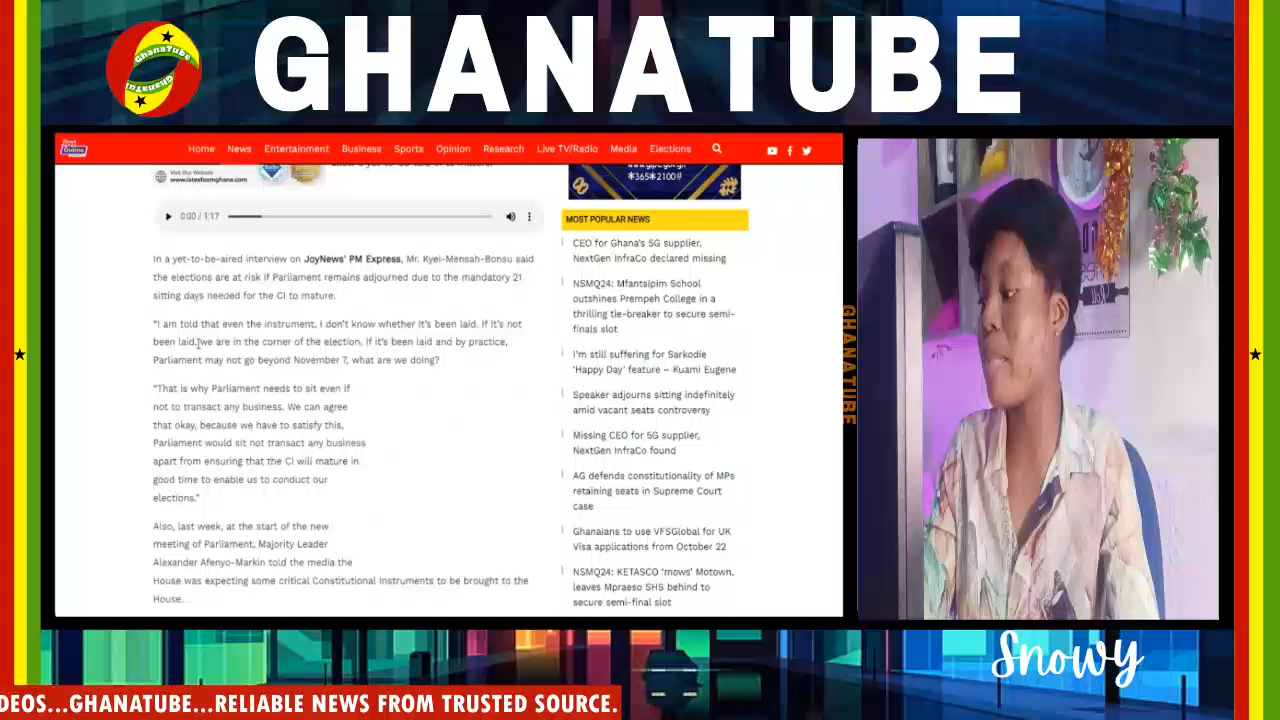 GHANATUBE
GhanaTube
Home News Entertainment Business Sports Opinion Research Live TV/Radio Media Elections
Visit Our Website
www.iatesfoemghana.com
*365*2100#
0:00 / 1:17
In a yet-to-be-aired interview on JoyNews' PM Express, Mr. Kyei-Mensah-Bonsu said
the elections are at risk if Parliament remains adjourned due to the mandatory 21
sitting days needed for the CI to mature.
"I am told that even the instrument, I don't know whether it's been laid. If it's not
been laid, we are in the corner of the election. If it's been laid and by practice,
Parliament may not go beyond November 7, what are we doing?
"That is why Parliament needs to sit even if
not to transact any business. We can agree
that okay, because we have to satisfy this,
Parliament would sit not transact any business
apart from ensuring that the CI will mature in
good time to enable us to conduct our
elections."
Also, last week, at the start of the new
meeting of Parliament, Majority Leader
Alexander Afenyo-Markin told the media the
House was expecting some critical Constitutional Instruments to be brought to the
House.
MOST POPULAR NEWS
CEO for Ghana's 5G supplier,
NextGen InfraCo declared missing
NSMQ24: Mfantsipim School
outshines Prempeh College in a
thrilling tie-breaker to secure semi-
finals slot
I'm still suffering for Sarkodie
'Happy Day' feature – Kuami Eugene
Speaker adjourns sitting indefinitely
amid vacant seats controversy
Missing CEO for 5G supplier,
NextGen InfraCo found
AG defends constitutionality of MPs
retaining seats in Supreme Court
case
Ghanaians to use VFSGlobal for UK
Visa applications from October 22
NSMQ24: KETASCO 'mows' Motown,
leaves Mpraeso SHS behind to
secure semi-final slot
GHANATUBE
Snowy
DEOS...GHANATUBE...RELIABLE NEWS FROM TRUSTED SOURCE.